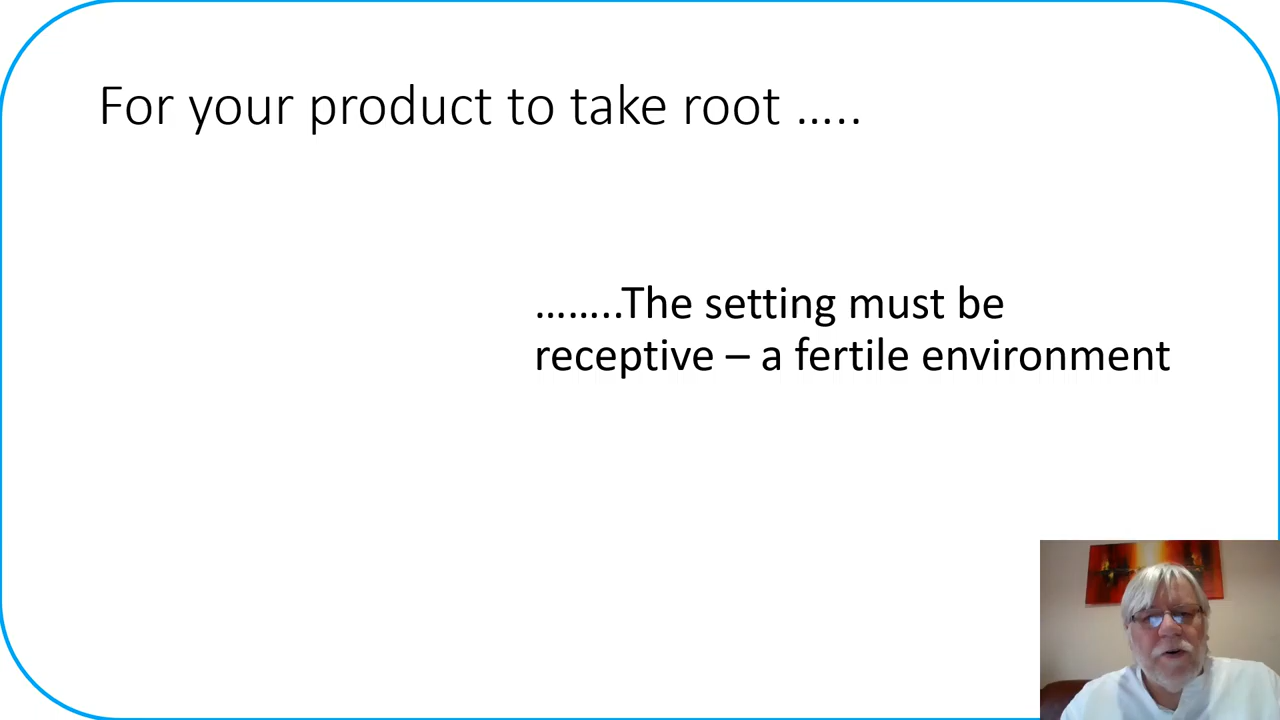 For your product to take root …..
……..The setting must be
receptive – a fertile environment